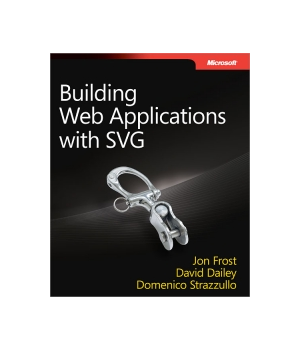 Microsoft
Building
Web Applications
with SVG
Jon Frost
David Dailey
Domenico Strazzullo